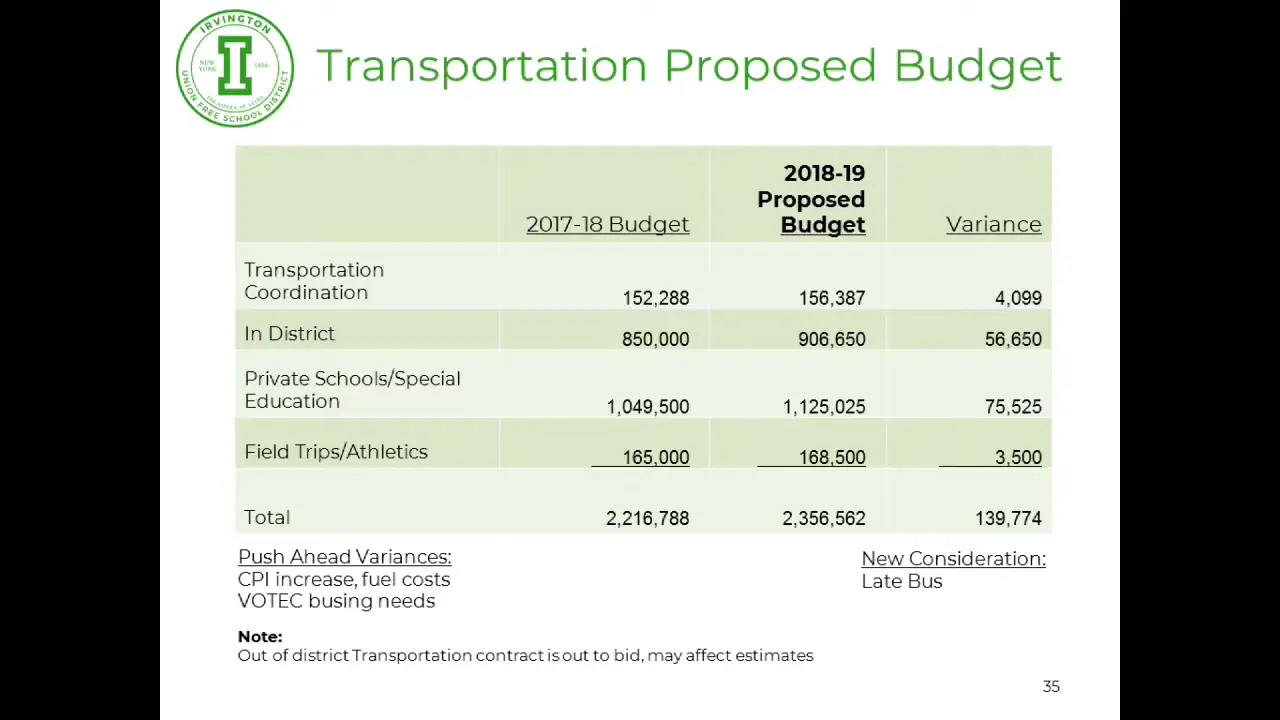 IRVINGTON
NEW YORK 1896
UNION FREE SCHOOL DISTRICT
Transportation Proposed Budget
2017-18 Budget 2018-19 Proposed Budget Variance
Transportation Coordination 152,288 156,387 4,099
In District 850,000 906,650 56,650
Private Schools/Special Education 1,049,500 1,125,025 75,525
Field Trips/Athletics 165,000 168,500 3,500
Total 2,216,788 2,356,562 139,774
Push Ahead Variances:
CPI increase, fuel costs
VOTEC busing needs
New Consideration:
Late Bus
Note:
Out of district Transportation contract is out to bid, may affect estimates
35